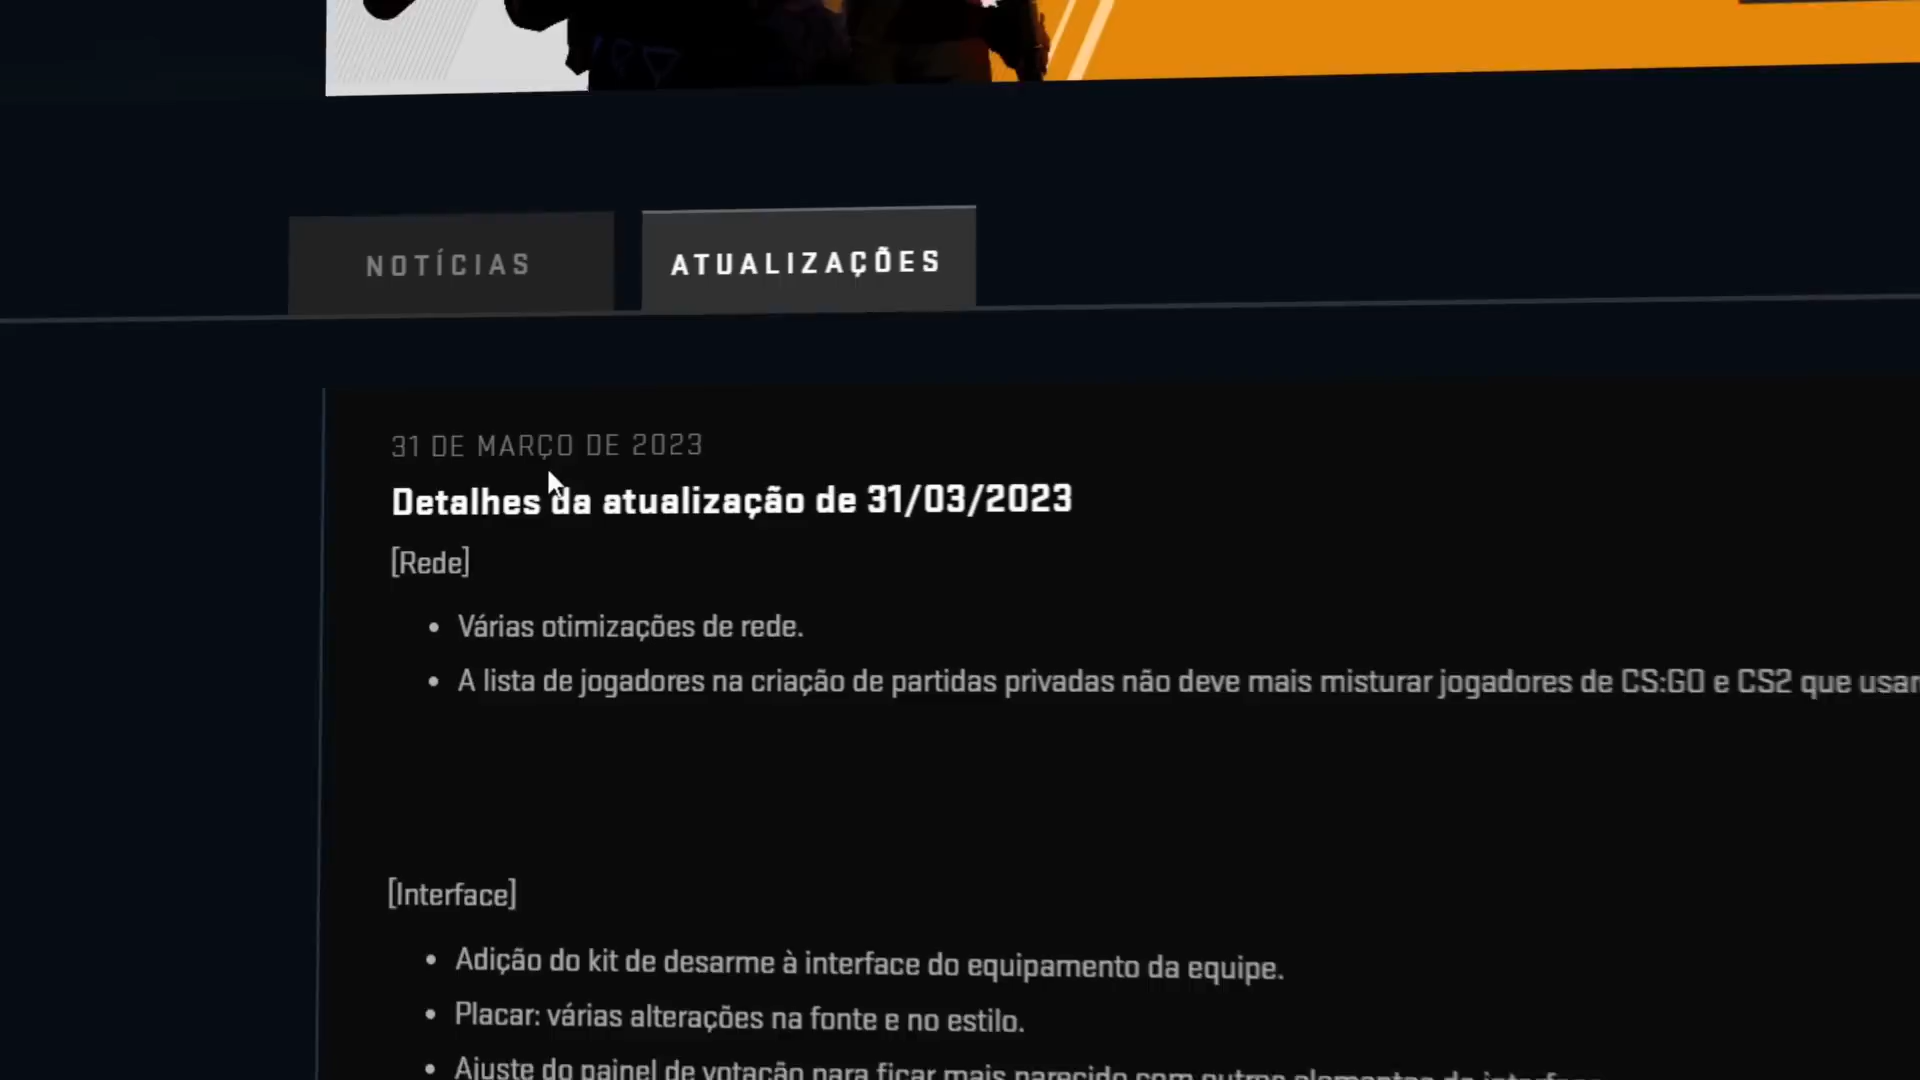 NOTÍCIAS
ATUALIZAÇÕES
31 DE MARÇO DE 2023
Detalhes da atualização de 31/03/2023
[Rede]
• Várias otimizações de rede.
• A lista de jogadores na criação de partidas privadas não deve mais misturar jogadores de CS:GO e CS2 que
[Interface]
• Adição do kit de desarme à interface do equipamento da equipe.
• Placar: várias alterações na fonte e no estilo.
• Ajuste do painel de votação para ficar mais parecido com outros elementos da interface.